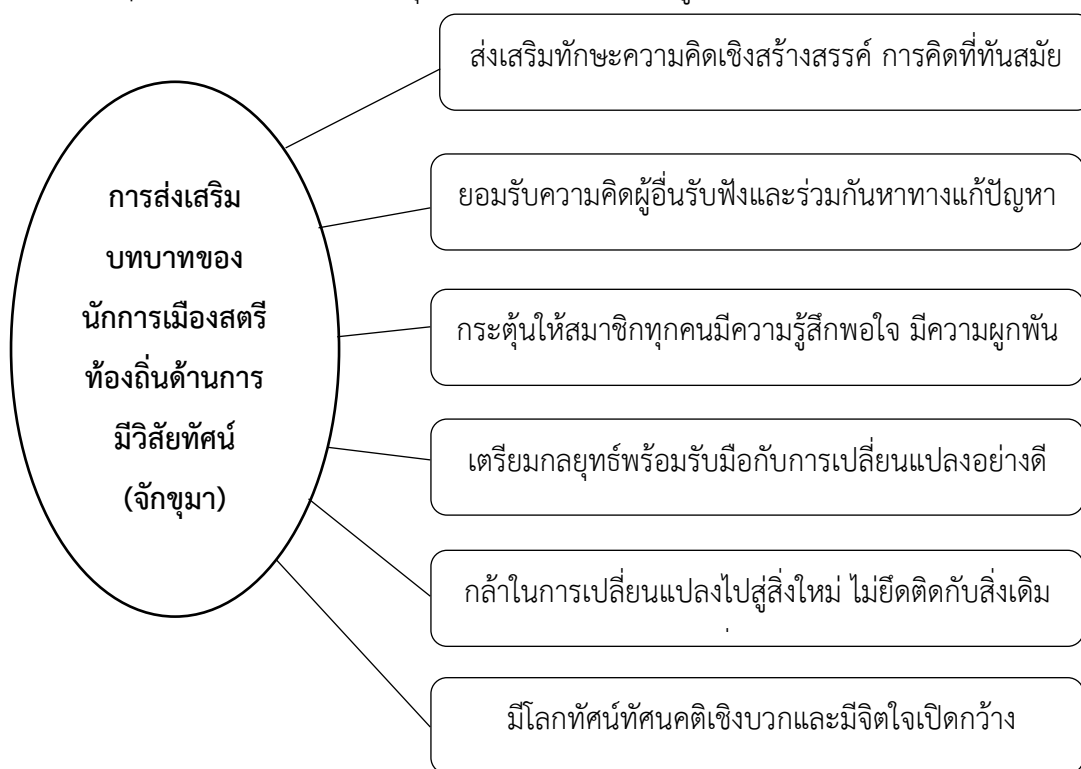 การส่งเสริม
บทบาทของ
นักการเมืองสตรี
ท้องถิ่นด้านการ
มีวิสัยทัศน์
(จักขุมา)
ส่งเสริมทักษะความคิดเชิงสร้างสรรค์ การคิดที่ทันสมัย
ยอมรับความคิดผู้อื่นรับฟังและร่วมกันหาทางแก้ปัญหา
กระตุ้นให้สมาชิกทุกคนมีความรู้สึกพอใจ มีความผูกพัน
เตรียมกลยุทธ์พร้อมรับมือกับการเปลี่ยนแปลงอย่างดี
กล้าในการเปลี่ยนแปลงไปสู่สิ่งใหม่ ไม่ยึดติดกับสิ่งเดิม
มีโลกทัศน์ทัศนคติเชิงบวกและมีจิตใจเปิดกว้าง